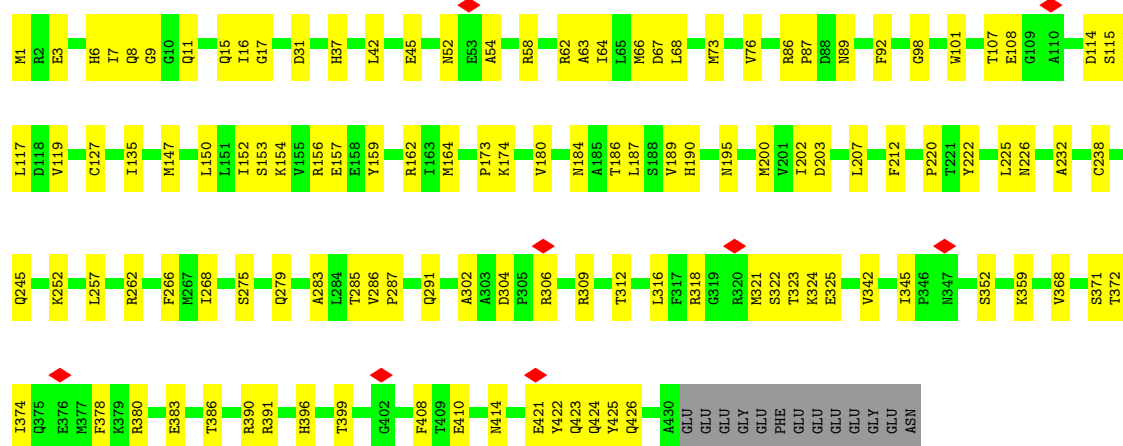 M1 R2 E3 H6 I7 Q8 G9 G10 Q11 Q15 I16 G17 D31 H37 L42 E45 N52 E53 A54 R58 R62 A63 I64 L65 M66 D67 L68 M73 V76 R86 P87 D88 N89 F92 G98 W101 T107 E108 G109 A110 D114 S115
L117 D118 V119 C127 I135 M147 L150 L151 I152 S153 K154 V155 R156 E157 E158 Y159 R162 I163 M164 P173 K174 V180 N184 A185 T186 L187 S188 V189 H190 N195 M200 V201 I202 D203 L207 F212 P220 T221 Y222 L225 N226 A232 C238
Q245 K252 L257 R262 F266 M267 I268 S275 Q279 A283 L284 T285 V286 P287 Q291 A302 A303 D304 P305 R306 R309 T312 L316 F317 R318 G319 R320 M321 S322 T323 K324 E325 V342 I345 P346 N347 S352 K359 V368 S371 T372
I374 Q375 E376 M377 F378 K379 R380 E383 T386 R390 R391 H396 T399 G402 F408 T409 E410 N414 E421 Y422 Q423 Q424 Y425 Q426 A430 GLU GLU GLU GLY GLU PHE GLU GLU GLU GLU GLY GLU ASN